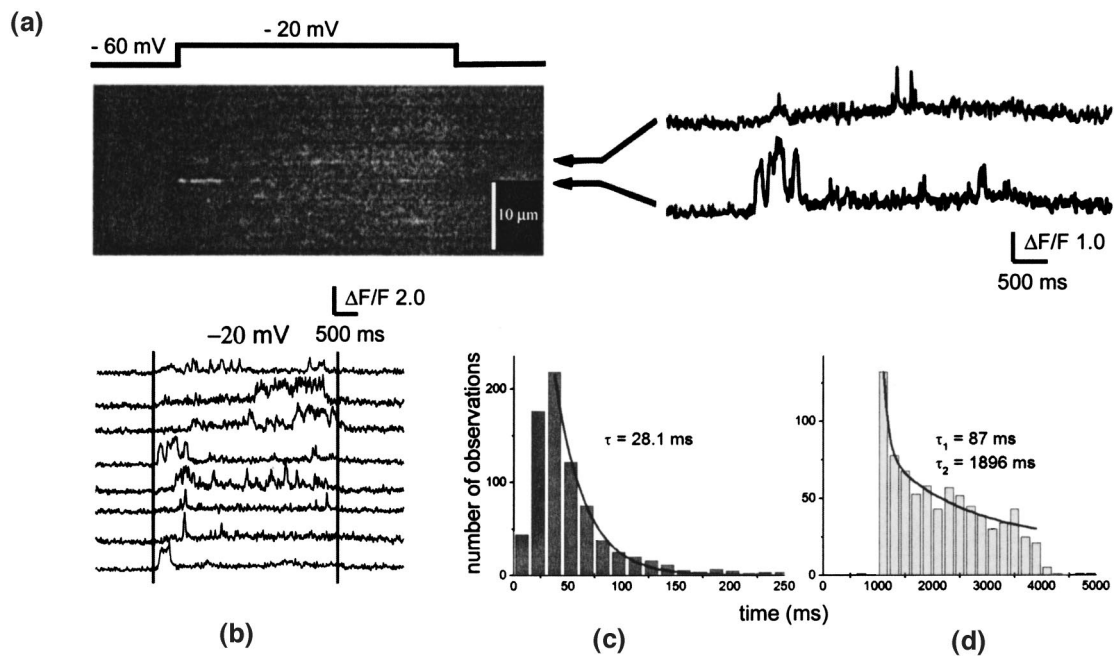 (a)
- 60 mV
- 20 mV
10 μm
ΔF/F 1.0
500 ms
ΔF/F 2.0
–20 mV 500 ms
(b)
number of observations
200
100
0
τ = 28.1 ms
0 50 100 150 200 250
(c)
100
50
0
τ1 = 87 ms
τ2 = 1896 ms
0 1000 2000 3000 4000 5000
time (ms)
(d)